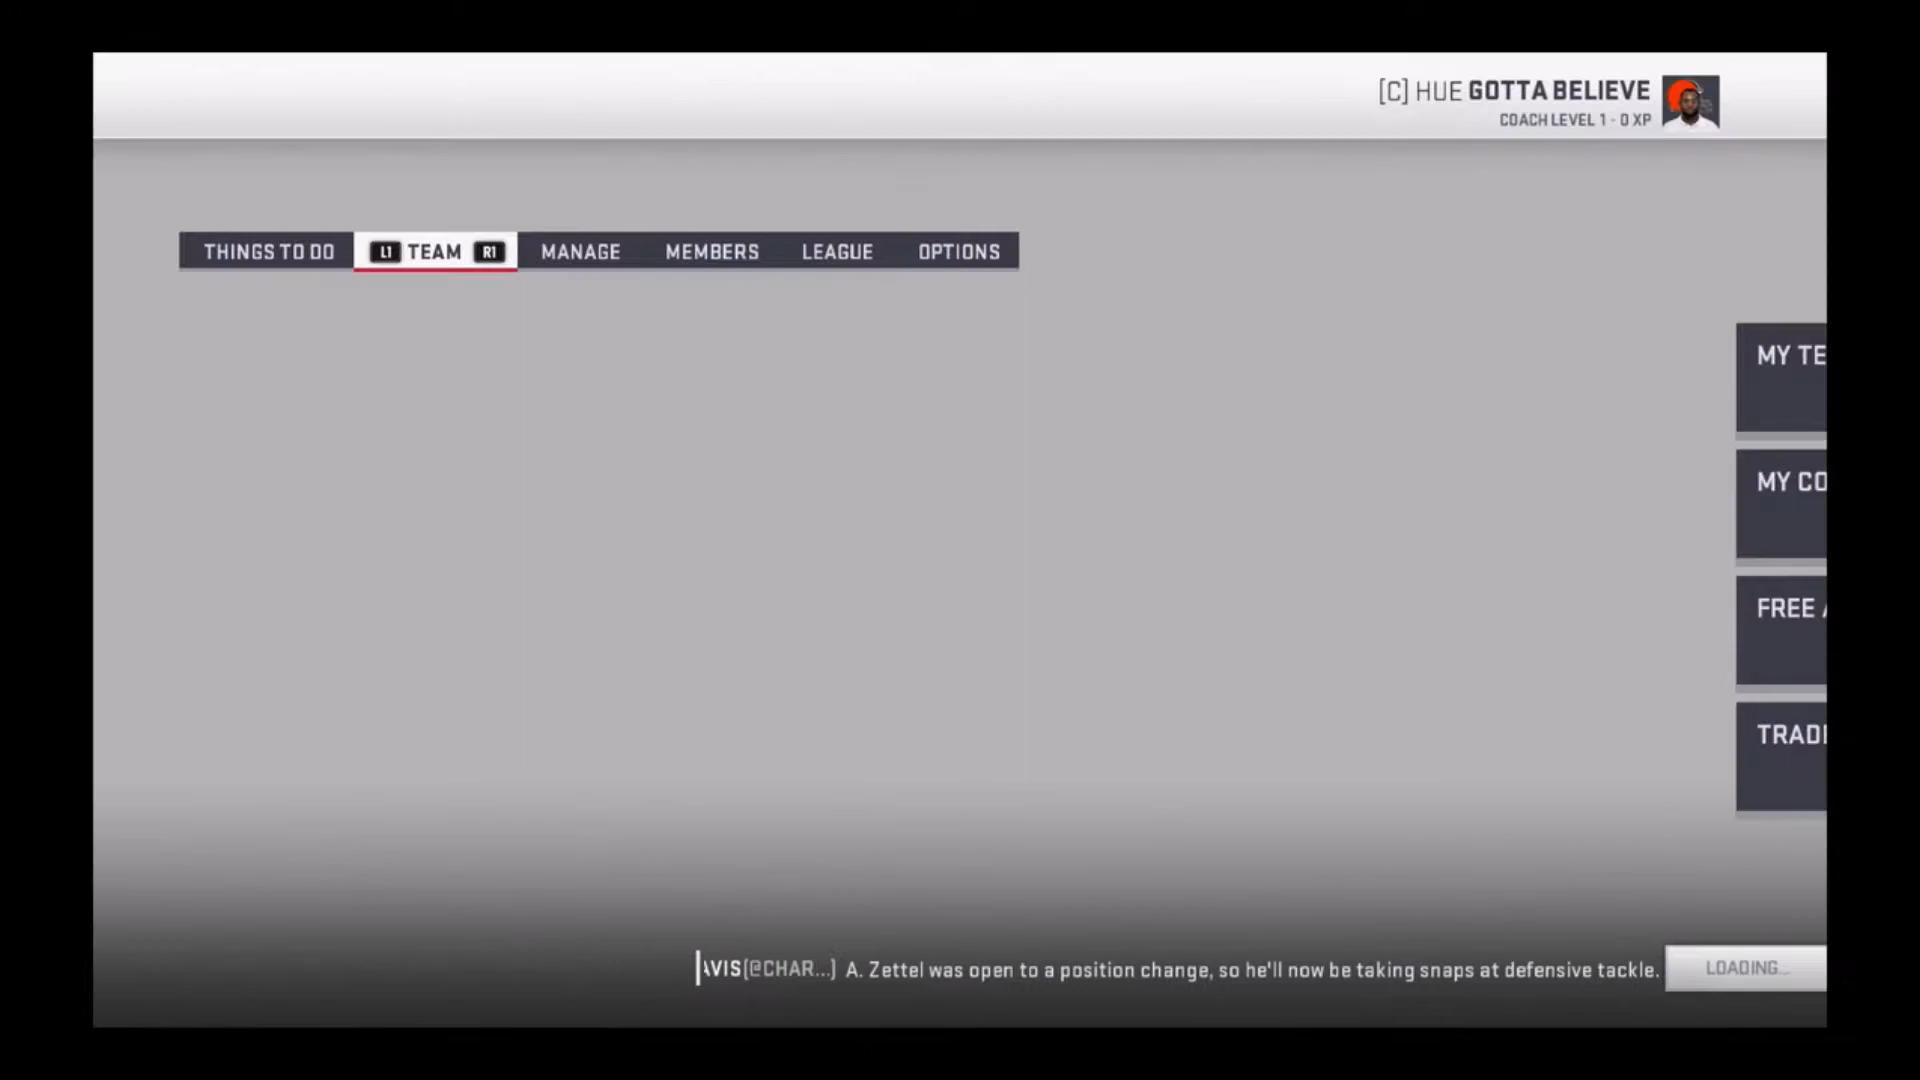 [C] HUE GOTTA BELIEVE
COACH LEVEL 1 - 0 XP
THINGS TO DO L1 TEAM R1 MANAGE MEMBERS LEAGUE OPTIONS
MY TE
MY CO
FREE
TRAD
AVIS(@CHAR...) A. Zettel was open to a position change, so he'll now be taking snaps at defensive tackle.
LOADING...